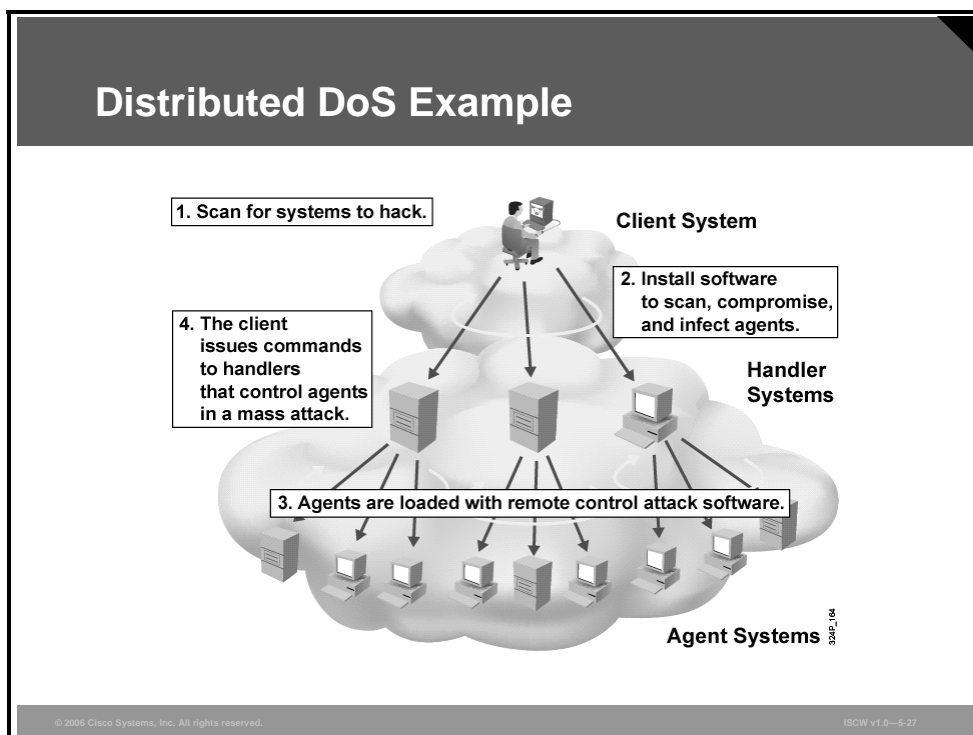 Distributed DoS Example
1. Scan for systems to hack.
Client System
2. Install software
to scan, compromise,
and infect agents.
4. The client
issues commands
to handlers
that control agents
in a mass attack.
Handler
Systems
3. Agents are loaded with remote control attack software.
Agent Systems
324P_164
© 2006 Cisco Systems, Inc. All rights reserved.
ISCW v1.0—5-27